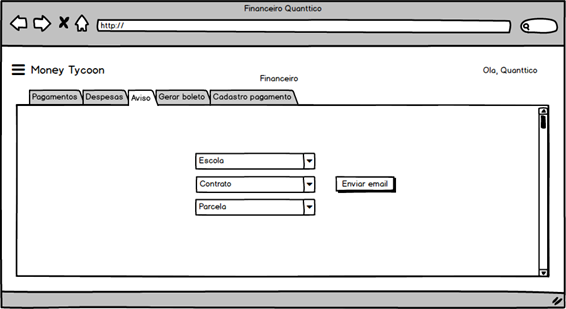 Financeiro Quanttico
http://
Money Tycoon
Ola, Quanttico
Financeiro
Pagamentos Despesas Aviso Gerar boleto Cadastro pagamento
Escola
Contrato Enviar email
Parcela